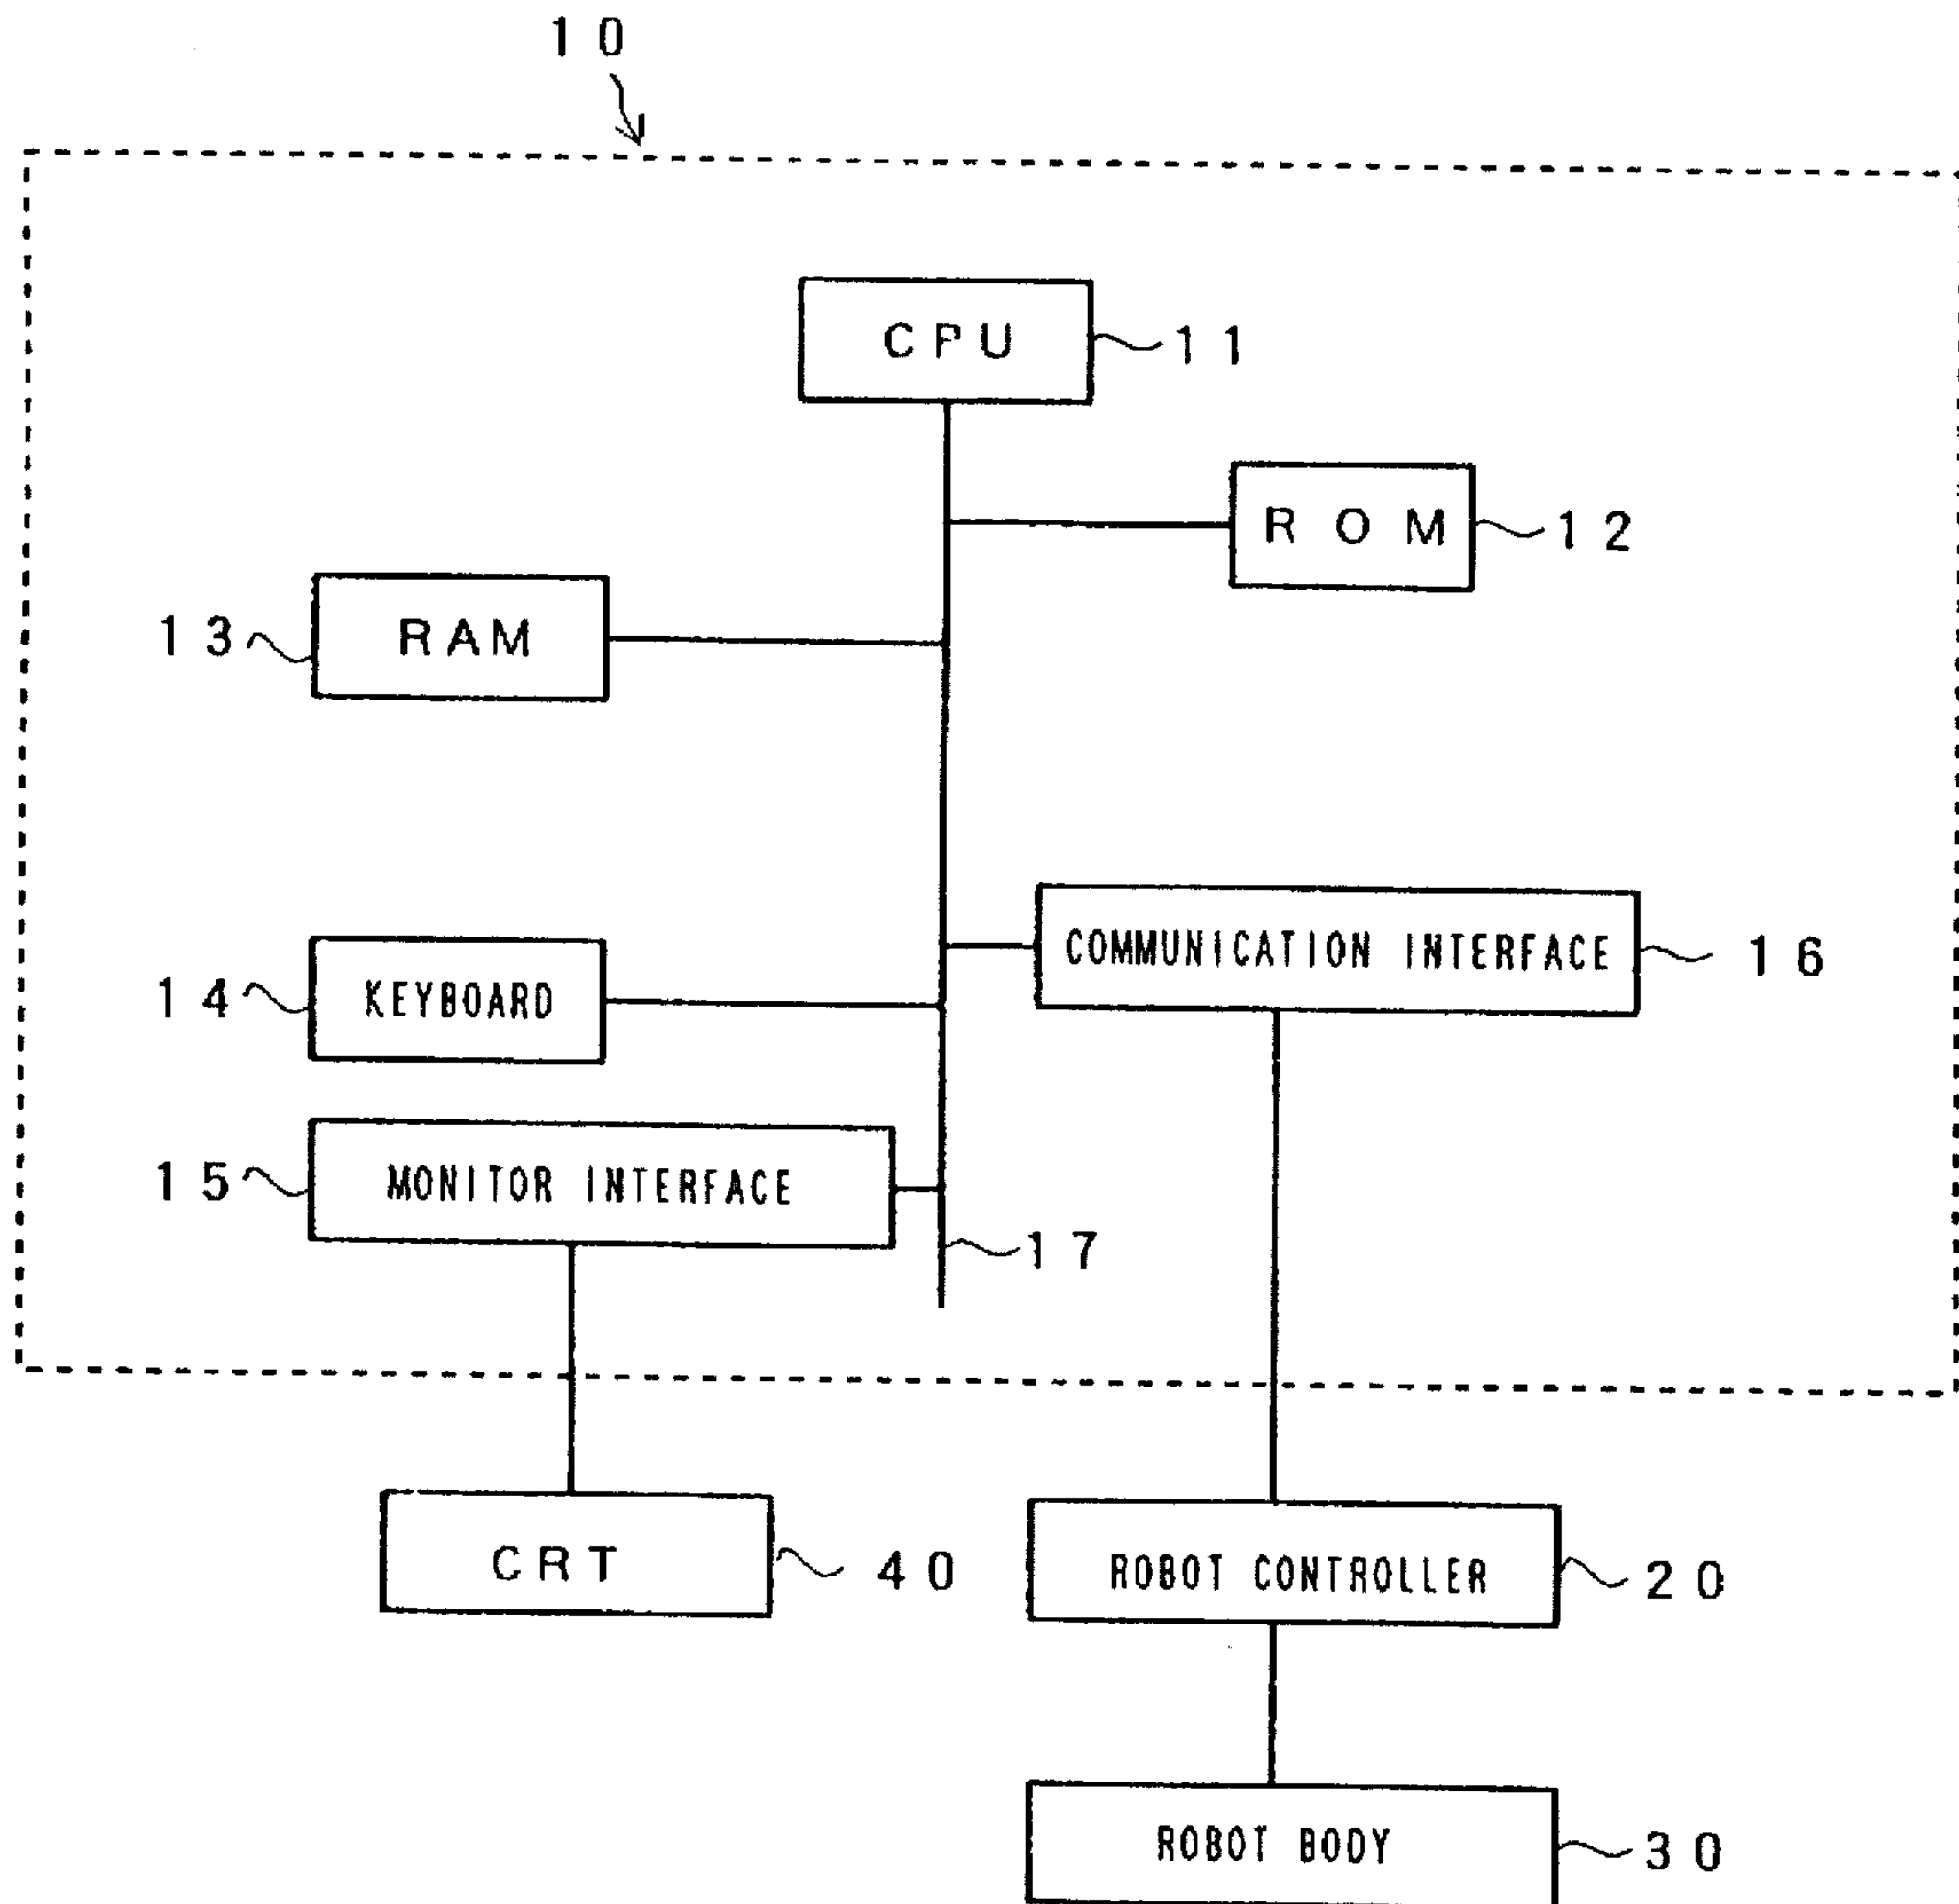 10
CPU 11
ROM 12
13 RAM
COMMUNICATION INTERFACE 16
14 KEYBOARD
15 MONITOR INTERFACE
17
CRT 40
ROBOT CONTROLLER 20
ROBOT BODY 30